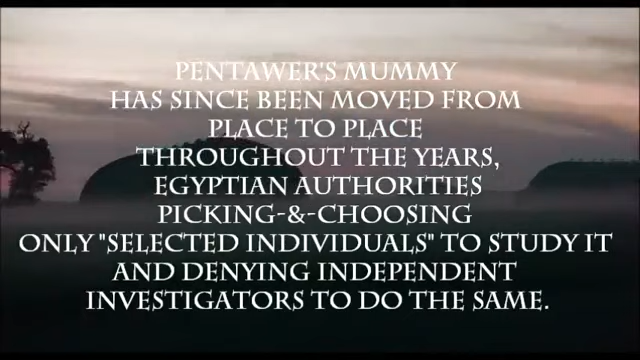 PENTAWER'S MUMMY
HAS SINCE BEEN MOVED FROM
PLACE TO PLACE
THROUGHOUT THE YEARS,
EGYPTIAN AUTHORITIES
PICKING-&-CHOOSING
ONLY "SELECTED INDIVIDUALS" TO STUDY IT
AND DENYING INDEPENDENT
INVESTIGATORS TO DO THE SAME.